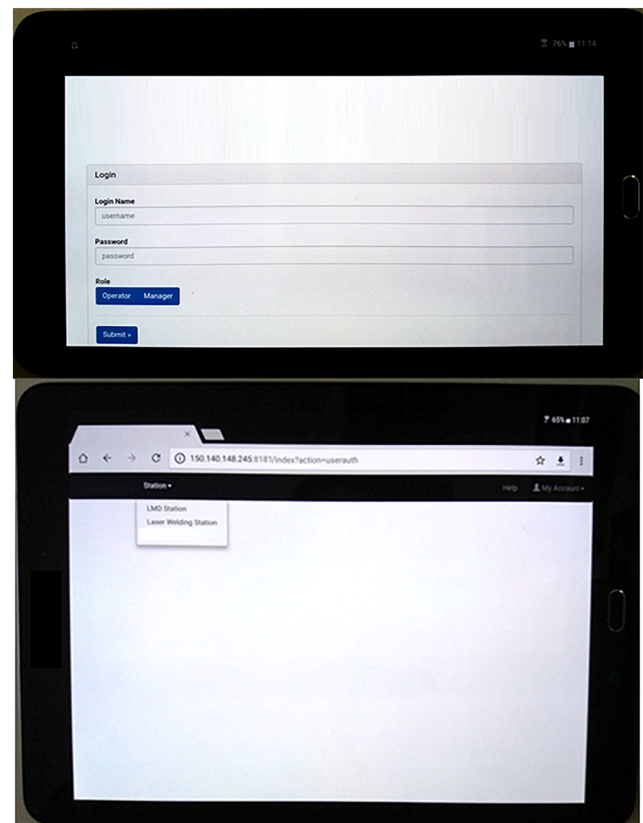 76% 11:14
Login
Login Name
username
Password
password
Role
Operator Manager
Submit »
65% 11:07
150.140.148.245:8181/index?action=userauth
Station
Help My Account
LMD Station
Laser Welding Station